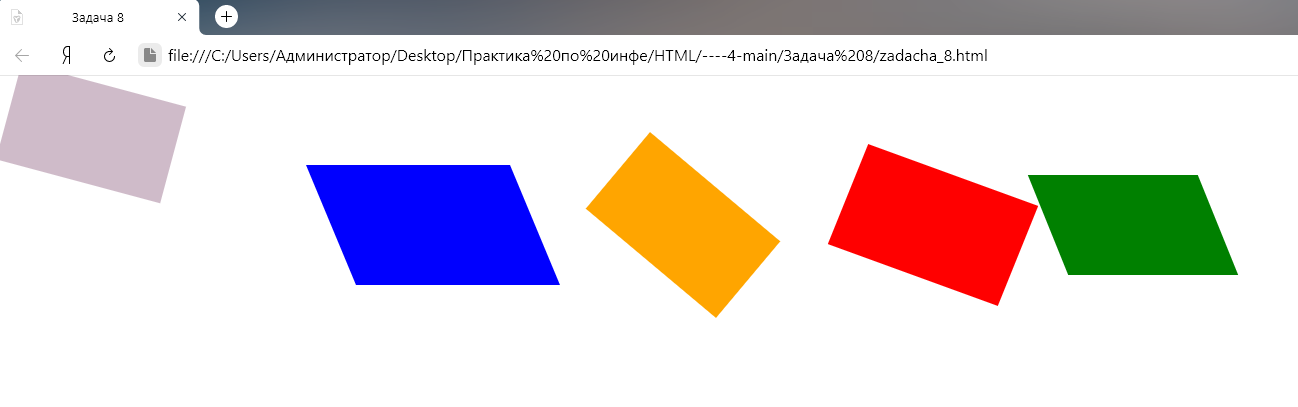 Задача 8
Я
file:///C:/Users/Администратор/Desktop/Практика%20по%20инфе/HTML/----4-main/Задача%208/zadacha_8.html